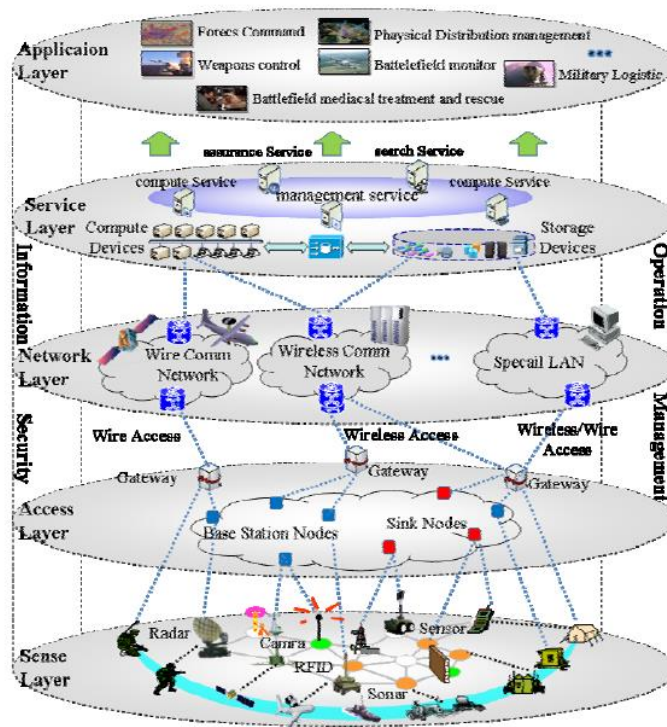 Applicaion
Layer
Forecs Command
Phaysical Distribution management
Weapons control
Battelefield monitor
Military Logistic
Battlefield mediacal treatment and rescue
assurance Service
search Service
compute Service
compute Service
management service
Service
Layer
Compute
Devices
Storage
Devices
Information
Operation
Network
Layer
Wire Comm
Network
Wireless Comm
Network
Specail LAN
Security
Management
Wire Access
Wireless Access
Wireless/Wire
Access
Gateway
Gateway
Gateway
Access
Layer
Base Station Nodes
Sink Nodes
Sense
Layer
Radar
Camra
RFID
Sonar
Sensor